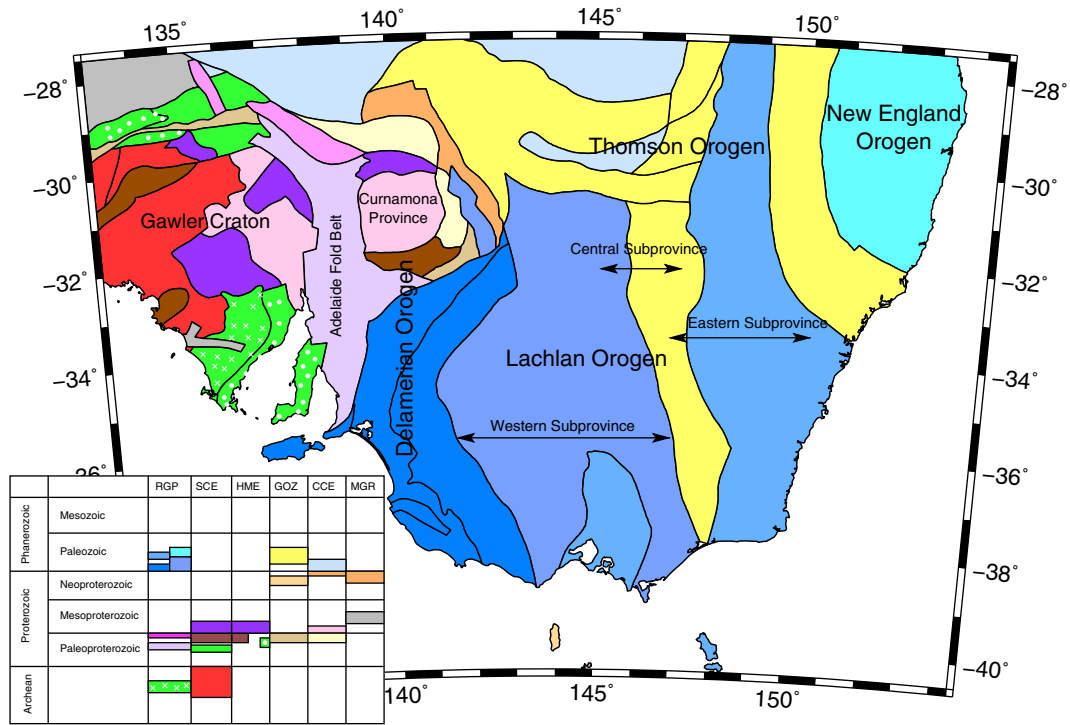 135°
140°
145°
150°
−28°
−28°
New England
Orogen
Thomson Orogen
−30°
−30°
Curnamona
Province
Gawler Craton
Central Subprovince
−32°
−32°
Adelaide Fold Belt
Delamerian Orogen
Eastern Subprovince
Lachlan Orogen
−34°
−34°
Western Subprovince
−36°
−36°
RGP SCE HME GOZ CCE MGR
Phanerozoic
Mesozoic
Paleozoic
−38°
Proterozoic
Neoproterozoic
Mesoproterozoic
Paleoproterozoic
−40°
Archean
140°
145°
150°